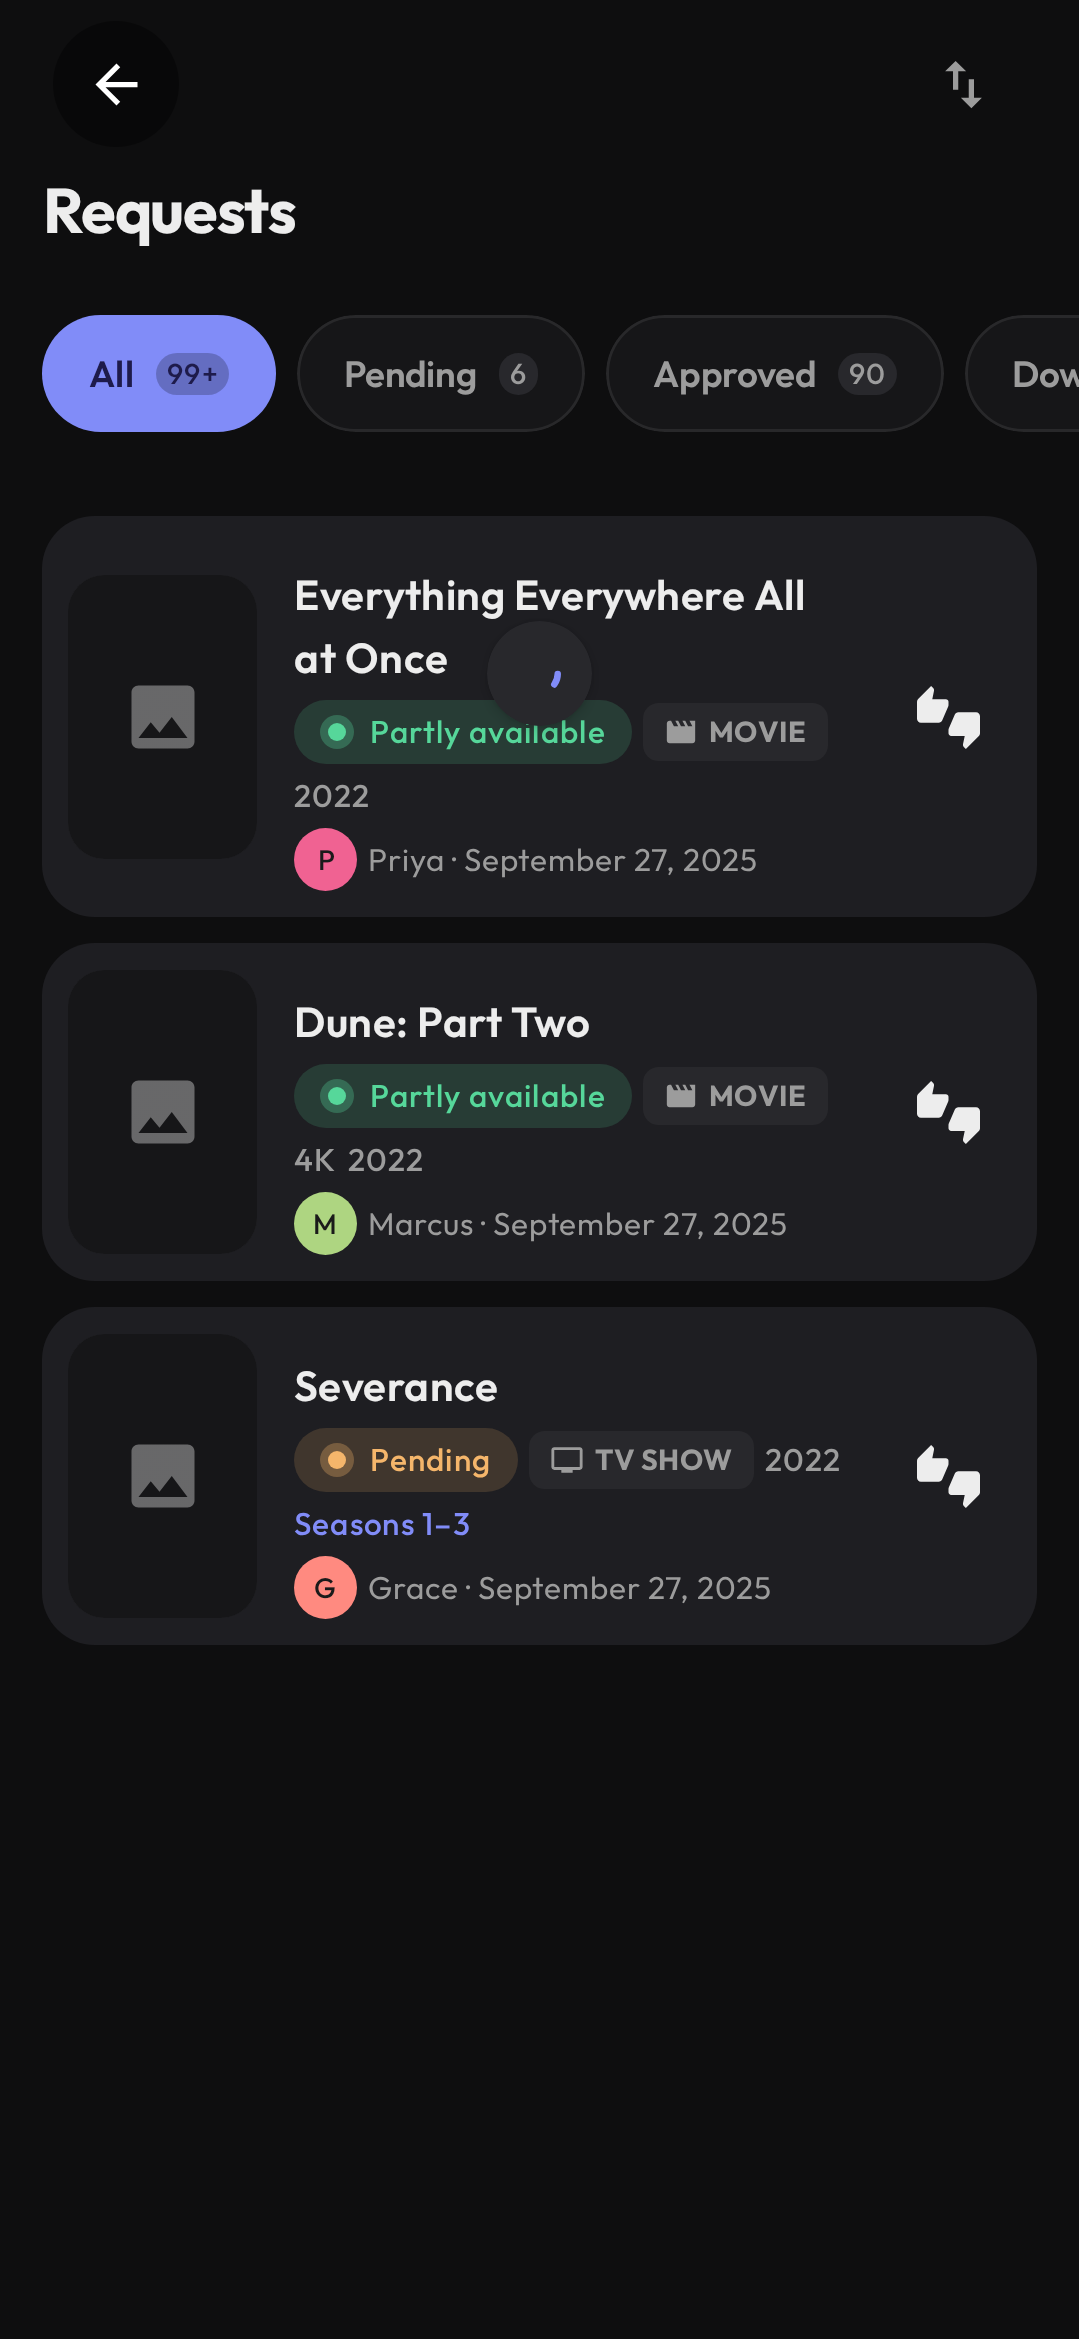 Requests
All 99+
Pending 6
Approved 90
Dow
Everything Everywhere All
at Once
Partly available
MOVIE
2022
P Priya · September 27, 2025
Dune: Part Two
Partly available
MOVIE
4K 2022
M Marcus · September 27, 2025
Severance
Pending
TV SHOW
2022
Seasons 1–3
G Grace · September 27, 2025